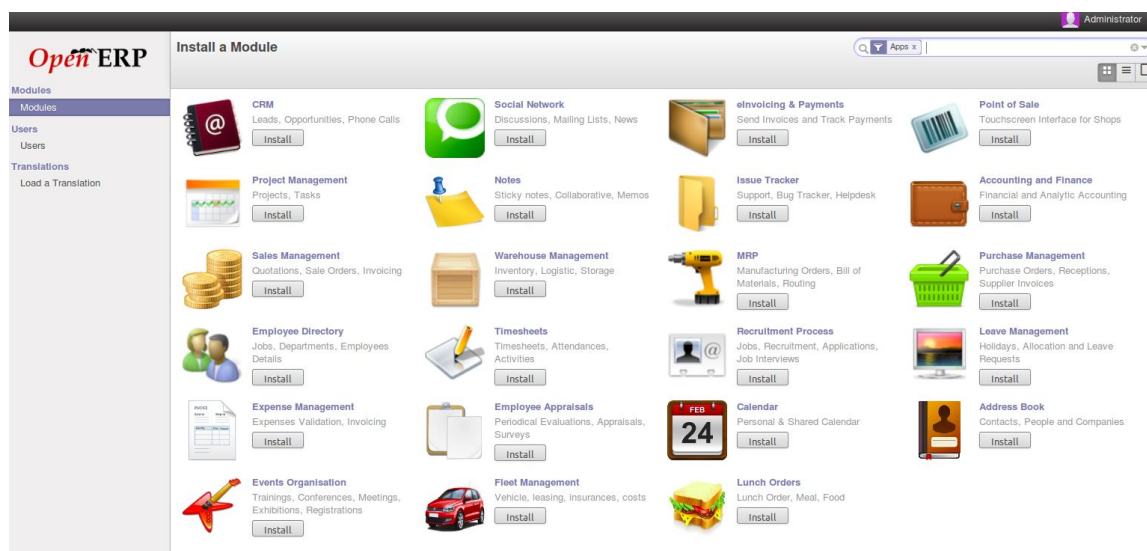 Administrator
Open ERP
Install a Module
Apps x
Modules
Modules
Users
Users
Translations
Load a Translation
CRM
Leads, Opportunities, Phone Calls
Install
Social Network
Discussions, Mailing Lists, News
Install
eInvoicing & Payments
Send Invoices and Track Payments
Install
Point of Sale
Touchscreen Interface for Shops
Install
Project Management
Projects, Tasks
Install
Notes
Sticky notes, Collaborative, Memos
Install
Issue Tracker
Support, Bug Tracker, Helpdesk
Install
Accounting and Finance
Financial and Analytic Accounting
Install
Sales Management
Quotations, Sale Orders, Invoicing
Install
Warehouse Management
Inventory, Logistic, Storage
Install
MRP
Manufacturing Orders, Bill of
Materials, Routing
Install
Purchase Management
Purchase Orders, Receptions,
Supplier Invoices
Install
Employee Directory
Jobs, Departments, Employees
Details
Install
Timesheets
Timesheets, Attendances,
Activities
Install
@
Recruitment Process
Jobs, Recruitment, Applications,
Job Interviews
Install
Leave Management
Holidays, Allocation and Leave
Requests
Install
INVOICE
Expense Management
Expenses Validation, Invoicing
Install
Employee Appraisals
Periodical Evaluations, Appraisals,
Surveys
Install
FEB
24
Calendar
Personal & Shared Calendar
Install
Address Book
Contacts, People and Companies
Install
Events Organisation
Trainings, Conferences, Meetings,
Exhibitions, Registrations
Install
Fleet Management
Vehicle, leasing, insurances, costs
Install
Lunch Orders
Lunch Order, Meal, Food
Install